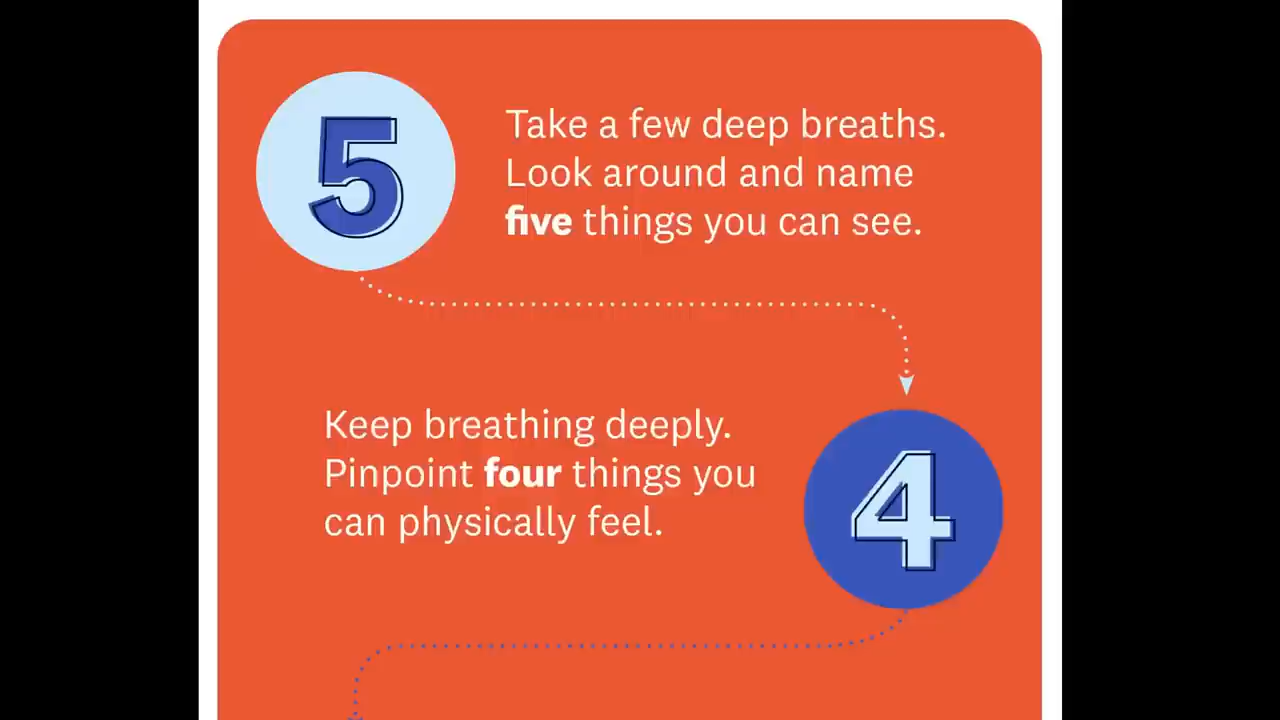 5
Take a few deep breaths.
Look around and name
five things you can see.
Keep breathing deeply.
Pinpoint four things you
can physically feel.
4